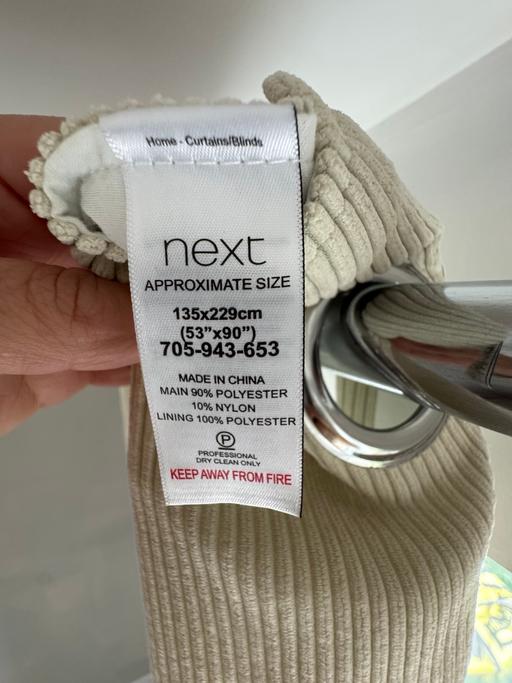 Home - Curtains/Blinds
next
APPROXIMATE SIZE
135x229cm
(53"x90")
705-943-653
MADE IN CHINA
MAIN 90% POLYESTER
10% NYLON
LINING 100% POLYESTER
P
PROFESSIONAL
DRY CLEAN ONLY
KEEP AWAY FROM FIRE